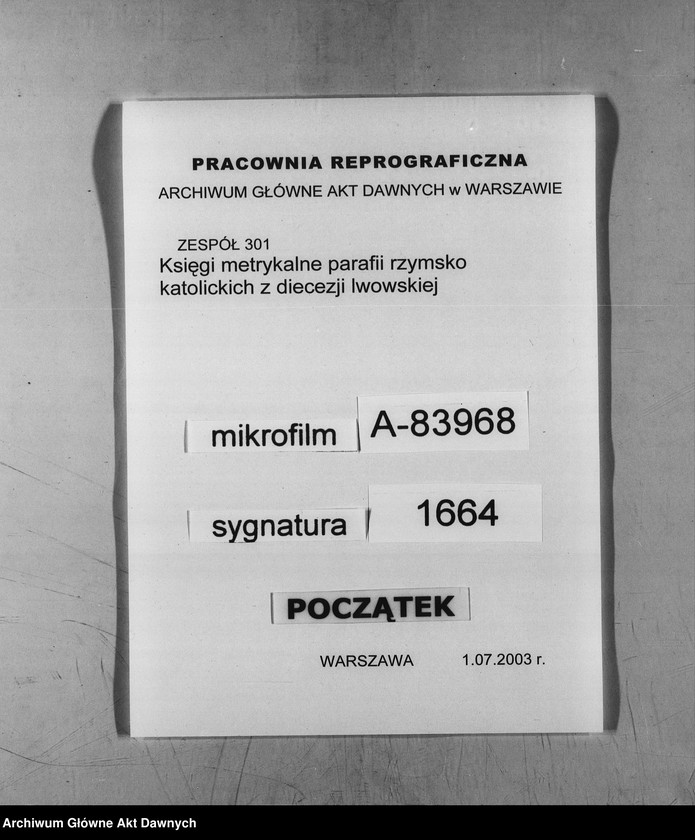 PRACOWNIA REPROGRAFICZNA
ARCHIWUM GŁÓWNE AKT DAWNYCH w WARSZAWIE
ZESPÓŁ 301
Księgi metrykalne parafii rzymsko
katolickich z diecezji lwowskiej
mikrofilm A-83968
sygnatura 1664
POCZĄTEK
WARSZAWA 1.07.2003 r.
Archiwum Główne Akt Dawnych